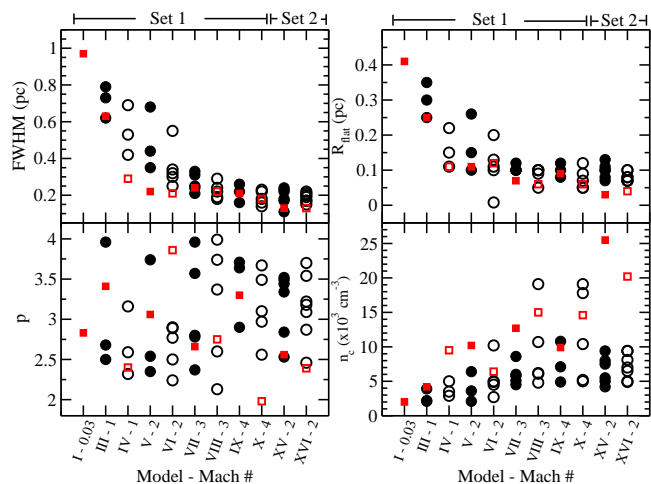 Set 1 Set 2 Set 1 Set 2
FWHM (pc)
1
0.8
0.6
0.4
0.2
R_flat (pc)
0.4
0.3
0.2
0.1
0
p
4
3.5
3
2.5
2
n_c (x10^3 cm^-3)
25
20
15
10
5
0
I - 0.03
III - 1
IV - 1
V - 2
VI - 2
VII - 3
VIII - 3
IX - 4
X - 4
XV - 2
XVI - 2
Model - Mach #
I - 0.03
III - 1
IV - 1
V - 2
VI - 2
VII - 3
VIII - 3
IX - 4
X - 4
XV - 2
XVI - 2
Model - Mach #